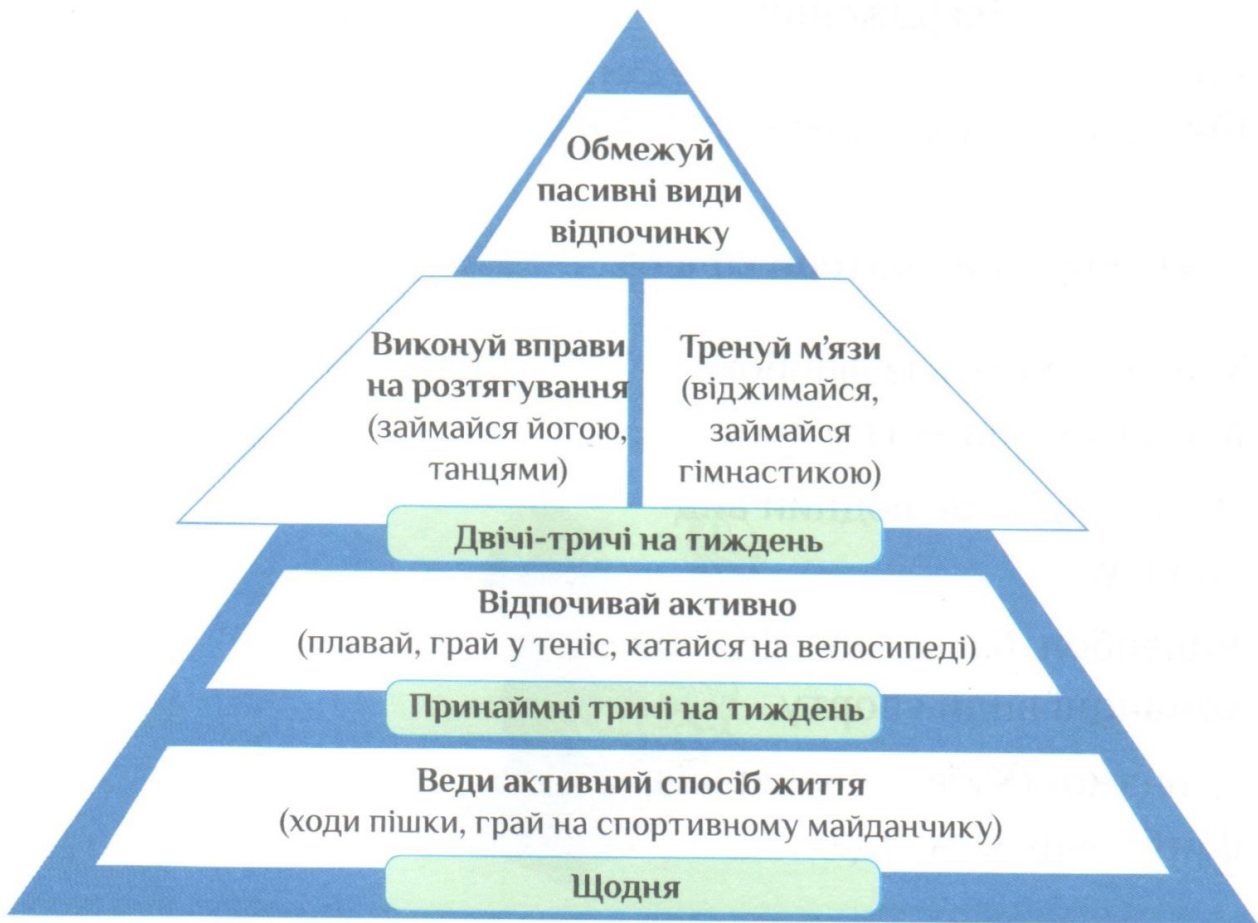 Обмежуй
пасивні види
відпочинку
Виконуй вправи
на розтягування
(займайся йогою,
танцями)
Тренуй м’язи
(віджимайся,
займайся
гімнастикою)
Двічі-тричі на тиждень
Відпочивай активно
(плавай, грай у теніс, катайся на велосипеді)
Принаймні тричі на тиждень
Веди активний спосіб життя
(ходи пішки, грай на спортивному майданчику)
Щодня